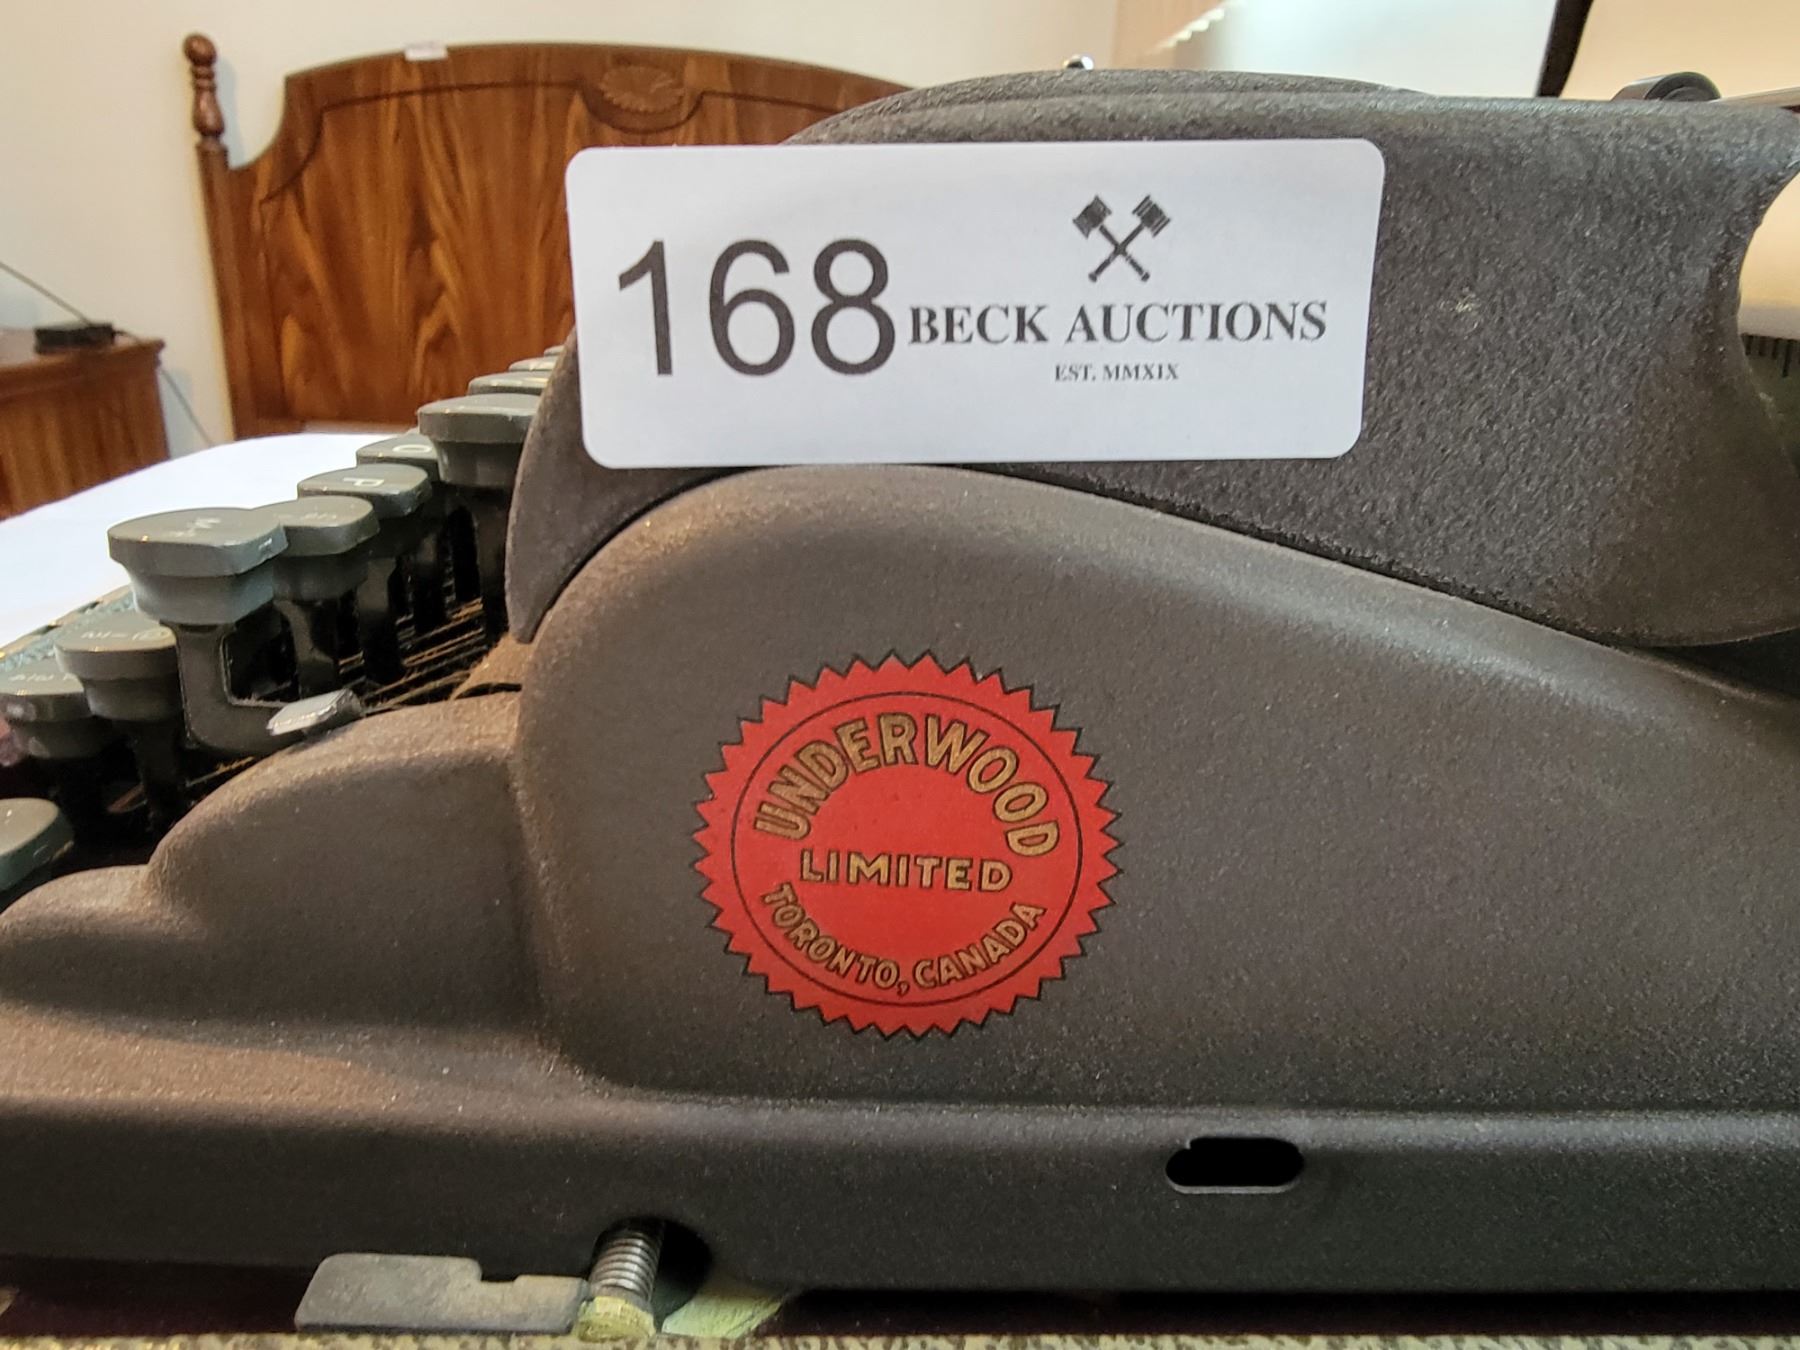 168
BECK AUCTIONS
EST. MMXIX
UNDERWOOD
LIMITED
TORONTO, CANADA
P